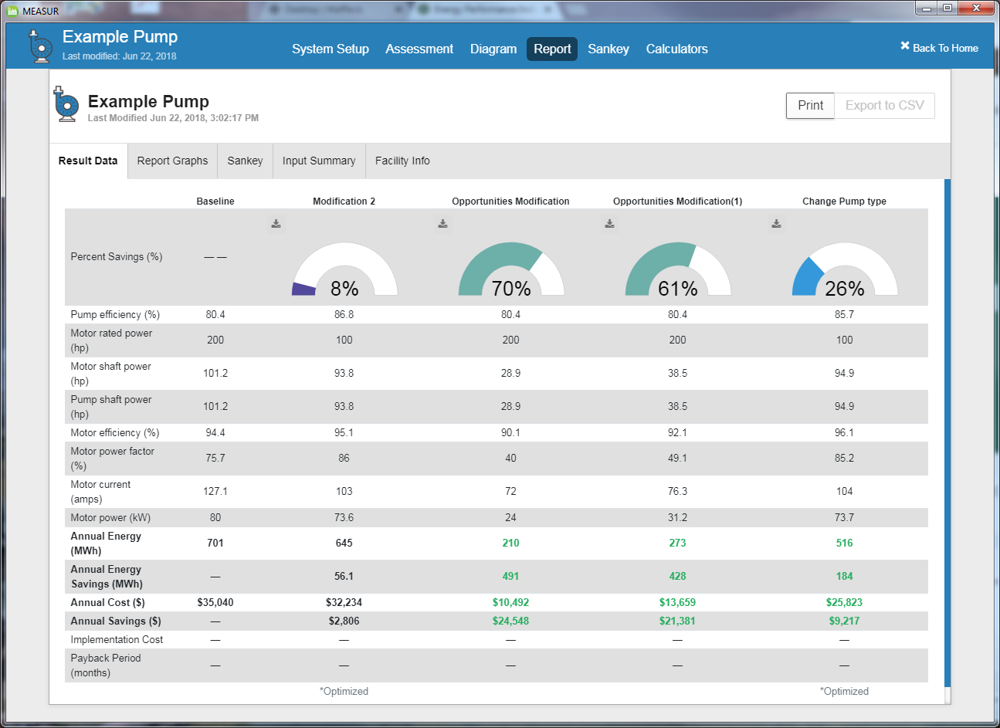 MEASUR
Example Pump
Last modified: Jun 22, 2018
System Setup Assessment Diagram Report Sankey Calculators
Back To Home
Example Pump
Last Modified Jun 22, 2018, 3:02:17 PM
Print Export to CSV
Result Data Report Graphs Sankey Input Summary Facility Info
Baseline Modification 2 Opportunities Modification Opportunities Modification(1) Change Pump type
Percent Savings (%) — — 8% 70% 61% 26%
Pump efficiency (%) 80.4 86.8 80.4 80.4 85.7
Motor rated power
(hp) 200 100 200 200 100
Motor shaft power
(hp) 101.2 93.8 28.9 38.5 94.9
Pump shaft power
(hp) 101.2 93.8 28.9 38.5 94.9
Motor efficiency (%) 94.4 95.1 90.1 92.1 96.1
Motor power factor
(%) 75.7 86 40 49.1 85.2
Motor current
(amps) 127.1 103 72 76.3 104
Motor power (kW) 80 73.6 24 31.2 73.7
Annual Energy
(MWh) 701 645 210 273 516
Annual Energy
Savings (MWh) — 56.1 491 428 184
Annual Cost ($) $35,040 $32,234 $10,492 $13,659 $25,823
Annual Savings ($) — $2,806 $24,548 $21,381 $9,217
Implementation Cost — — — — —
Payback Period
(months) — — — — —
*Optimized *Optimized